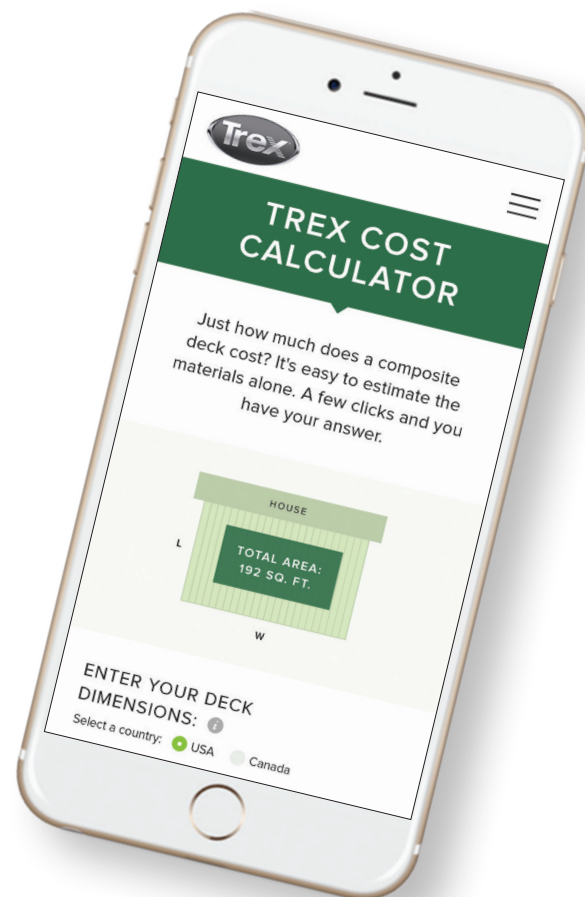 Trex
TREX COST
CALCULATOR
Just how much does a composite
deck cost? It's easy to estimate the
materials alone. A few clicks and you
have your answer.
HOUSE
L
TOTAL AREA:
192 SQ. FT.
W
ENTER YOUR DECK
DIMENSIONS: i
Select a country: USA Canada